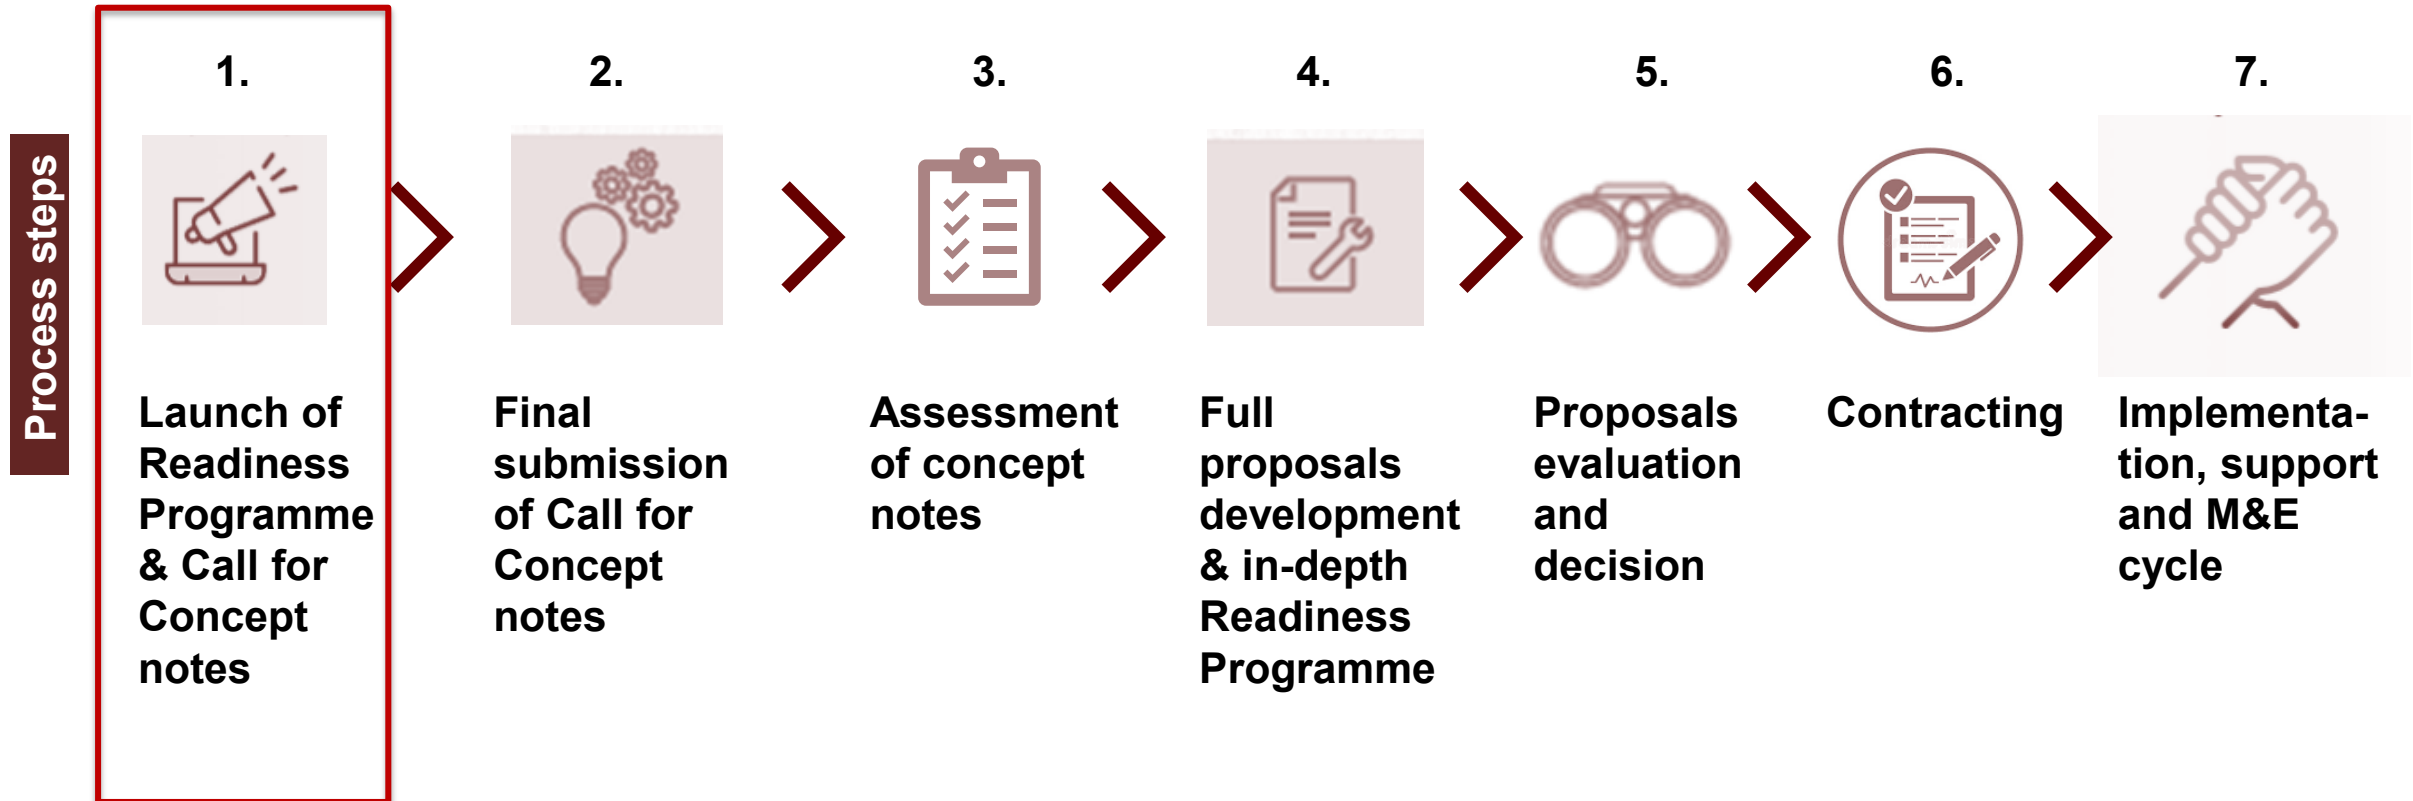 Process steps
1.
Launch of
Readiness
Programme
& Call for
Concept
notes
2.
Final
submission
of Call for
Concept
notes
3.
Assessment
of concept
notes
4.
Full
proposals
development
& in-depth
Readiness
Programme
5.
Proposals
evaluation
and
decision
6.
Contracting
7.
Implementa-
tion, support
and M&E
cycle